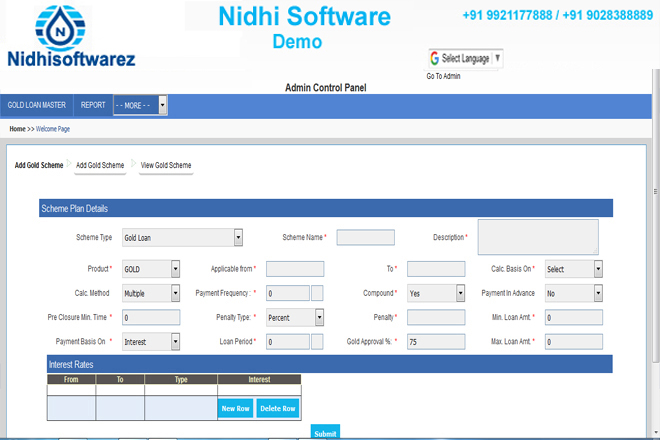 Nidhi Software
Demo
+91 9921177888 / +91 9028388889
Nidhisoftwarez
G Select Language ▼
Go To Admin
Admin Control Panel
GOLD LOAN MASTER REPORT - - MORE - -
Home >> Welcome Page
Add Gold Scheme Add Gold Scheme View Gold Scheme
Scheme Plan Details
Scheme Type Gold Loan Scheme Name * Description *
Product * GOLD Applicable from * To * Calc. Basis On * Select
Calc. Method Multiple Payment Frequency : * 0 Compound * Yes Payment In Advance No
Pre Closure Min. Time * 0 Penalty Type: * Percent Penalty * Min. Loan Amt. * 0
Payment Basis On * Interest Loan Period * 0 Gold Approval %: * 75 Max. Loan Amt. * 0
Interest Rates
From To Type Interest
New Row Delete Row
Submit